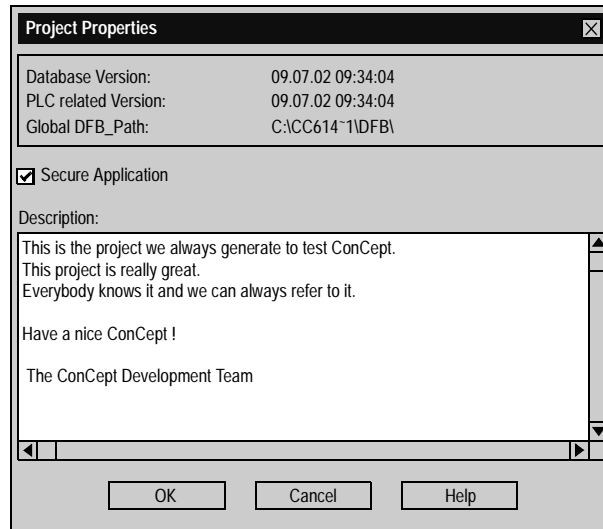 Project Properties
Database Version: 09.07.02 09:34:04
PLC related Version: 09.07.02 09:34:04
Global DFB_Path: C:\CC614~1\DFB\
Secure Application
Description:
This is the project we always generate to test ConCept.
This project is really great.
Everybody knows it and we can always refer to it.
Have a nice ConCept !
The ConCept Development Team
OK Cancel Help